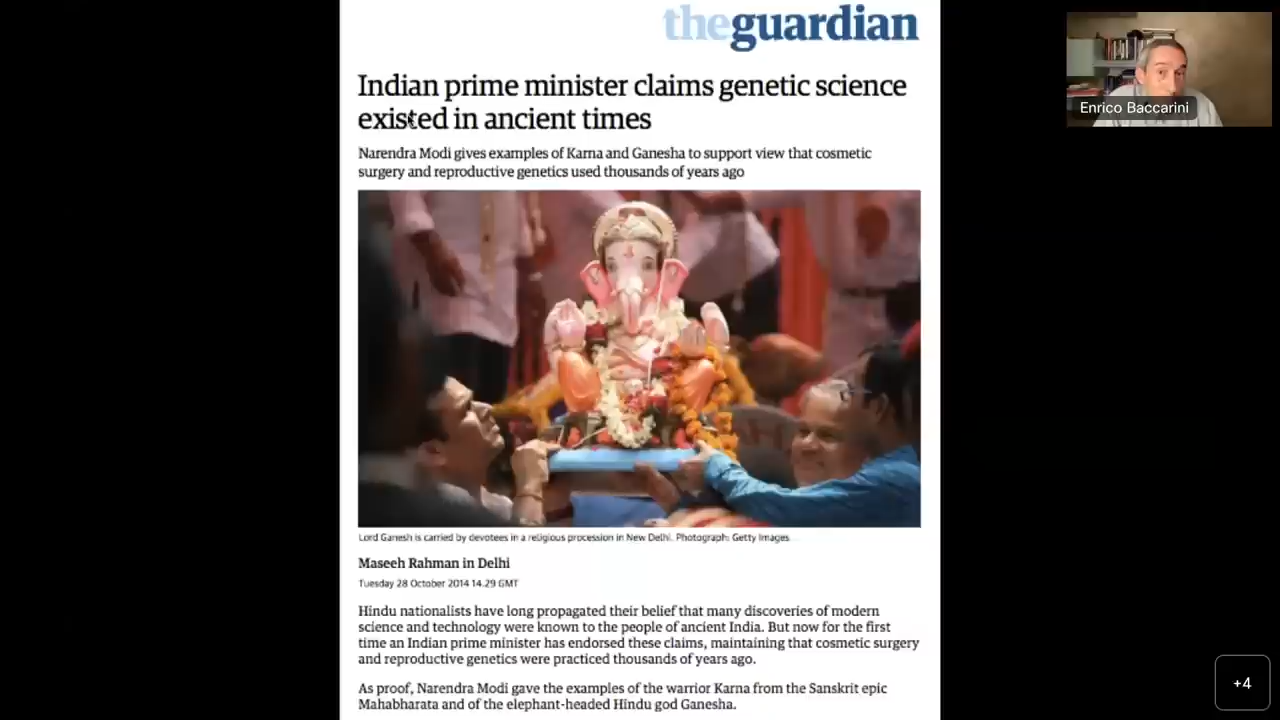 theguardian
Indian prime minister claims genetic science
existed in ancient times
Narendra Modi gives examples of Karna and Ganesha to support view that cosmetic
surgery and reproductive genetics used thousands of years ago
Lord Ganesh is carried by devotees in a religious procession in New Delhi. Photograph: Getty Images
Maseeh Rahman in Delhi
Tuesday 28 October 2014 14.29 GMT
Hindu nationalists have long propagated their belief that many discoveries of modern
science and technology were known to the people of ancient India. But now for the first
time an Indian prime minister has endorsed these claims, maintaining that cosmetic surgery
and reproductive genetics were practiced thousands of years ago.
As proof, Narendra Modi gave the examples of the warrior Karna from the Sanskrit epic
Mahabharata and of the elephant-headed Hindu god Ganesha.
Enrico Baccarini
+4